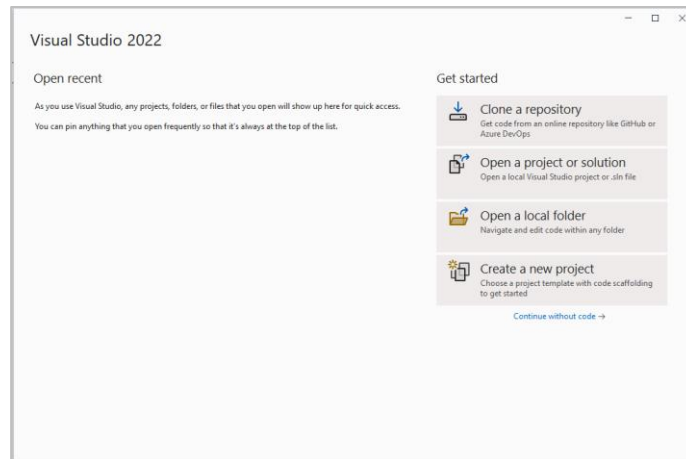 Visual Studio 2022
Open recent
As you use Visual Studio, any projects, folders, or files that you open will show up here for quick access.
You can pin anything that you open frequently so that it's always at the top of the list.
Get started
Clone a repository
Get code from an online repository like GitHub or
Azure DevOps
Open a project or solution
Open a local Visual Studio project or .sln file
Open a local folder
Navigate and edit code within any folder
Create a new project
Choose a project template with code scaffolding
to get started
Continue without code →